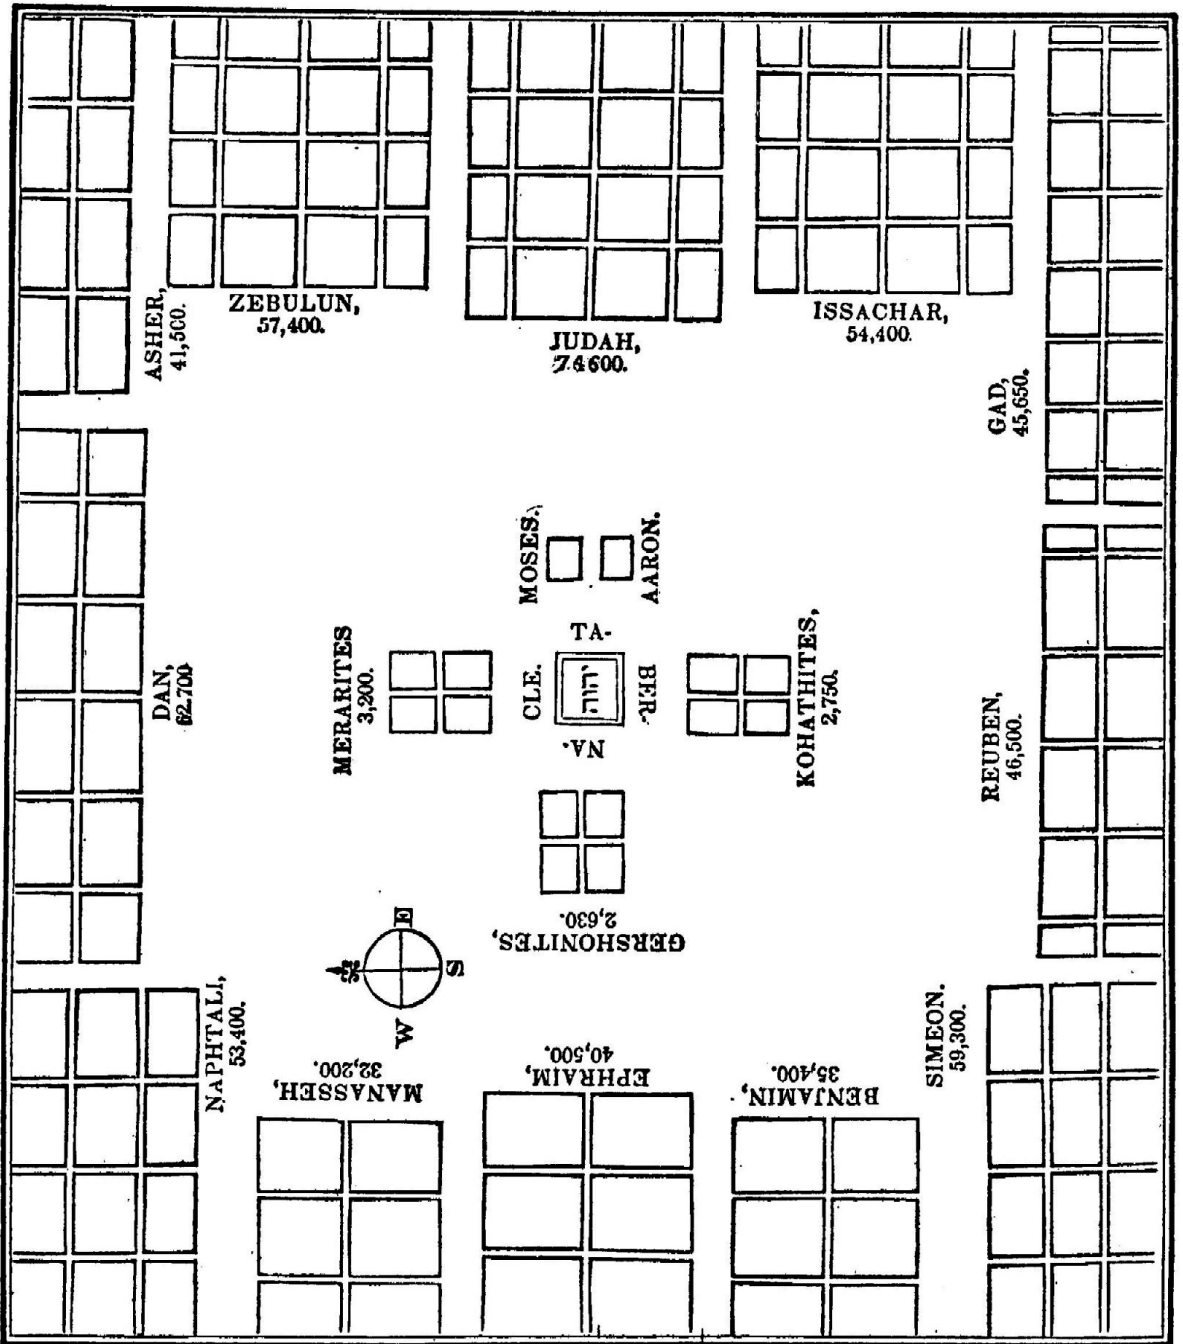 ASHER,
41,500.
ZEBULUN,
57,400.
JUDAH,
74600.
ISSACHAR,
54,400.
GAD,
45,650.
MOSES.
AARON.
DAN,
62.700
MERARITES
3,200.
TA-
BER-
NA-
CLE.
יהוה
KOHATHITES,
2,750.
REUBEN,
46,500.
GERSHONITES,
2,630.
E
S
W
NAPHTALI,
53,400.
MANASSEH,
32,200.
EPHRAIM,
40,500.
BENJAMIN,
35,400.
SIMEON.
59,300.